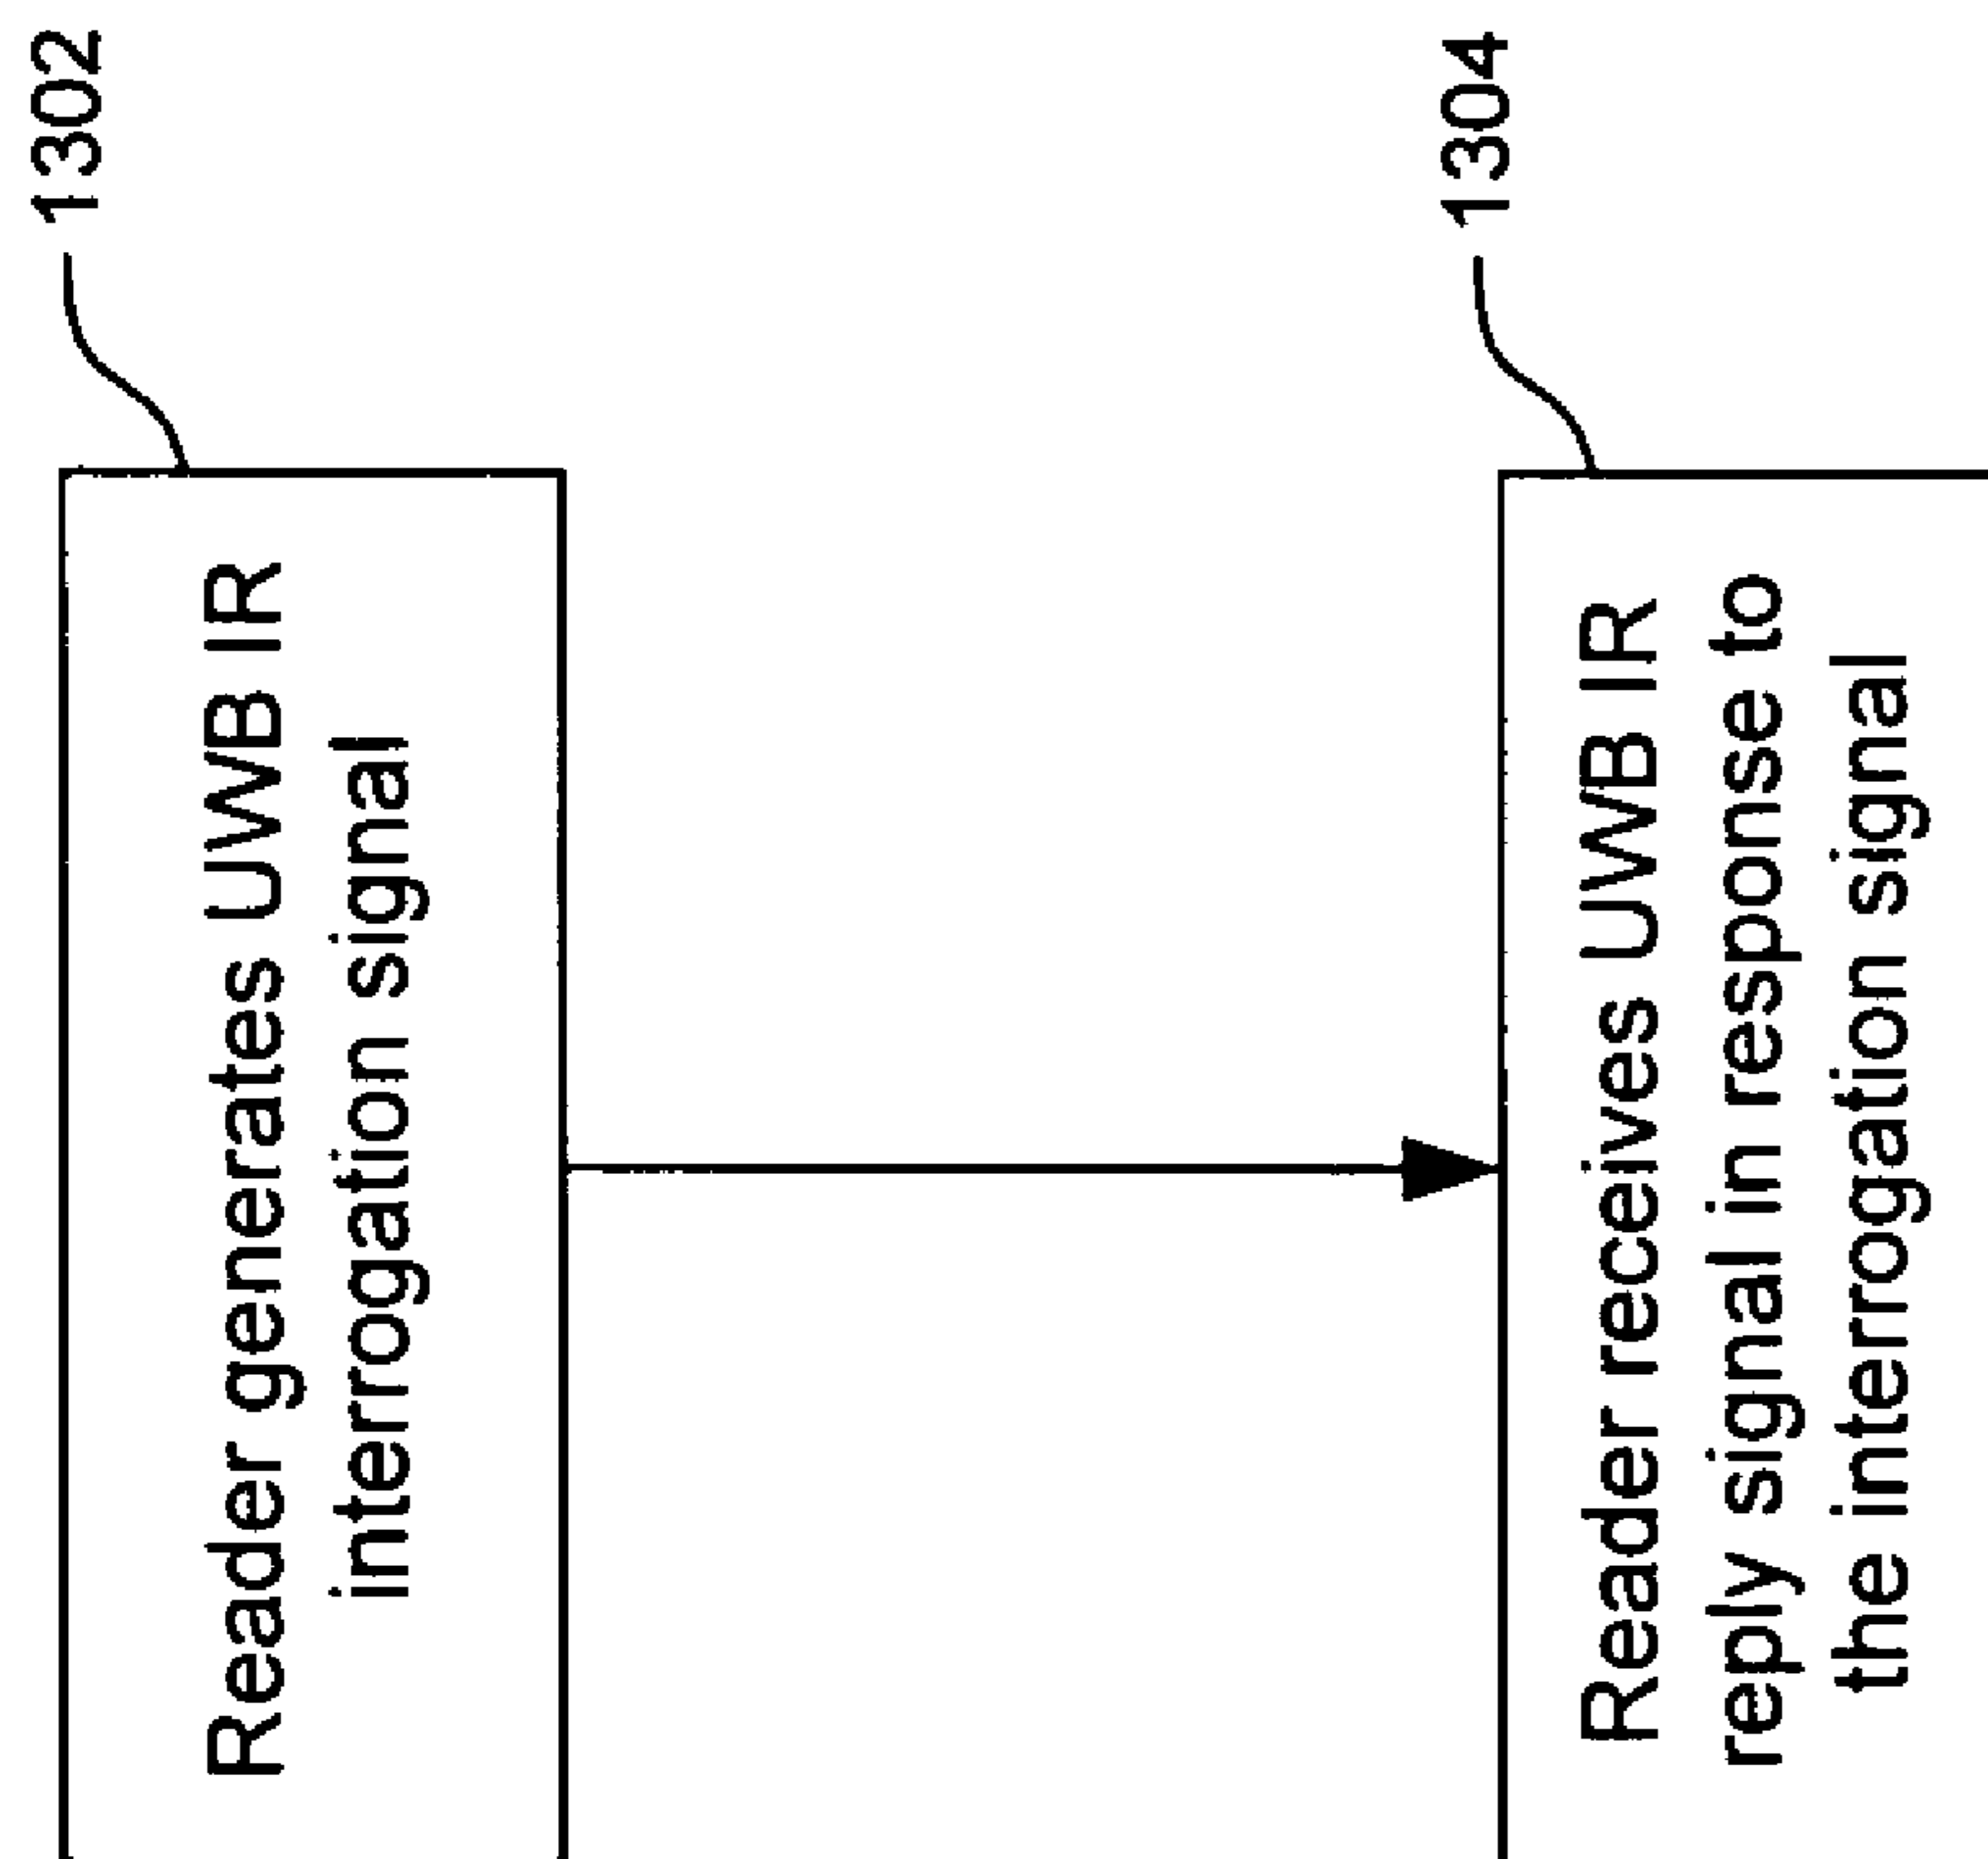 1302
Reader generates UWB IR
interrogation signal
1304
Reader receives UWB IR
reply signal in response to
the interrogation signal